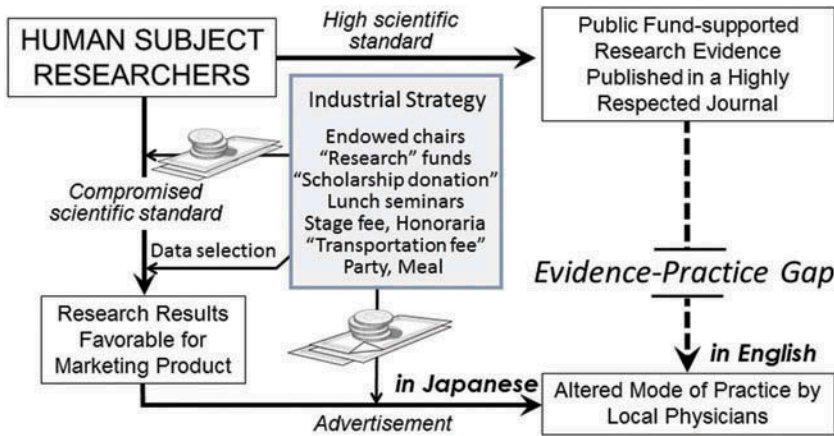 HUMAN SUBJECT
RESEARCHERS
High scientific
standard
Public Fund-supported
Research Evidence
Published in a Highly
Respected Journal
Industrial Strategy
Endowed chairs
“Research” funds
“Scholarship donation”
Lunch seminars
Stage fee, Honoraria
“Transportation fee”
Party, Meal
Compromised
scientific standard
Data selection
Evidence-Practice Gap
Research Results
Favorable for
Marketing Product
in English
in Japanese
Advertisement
Altered Mode of Practice by
Local Physicians